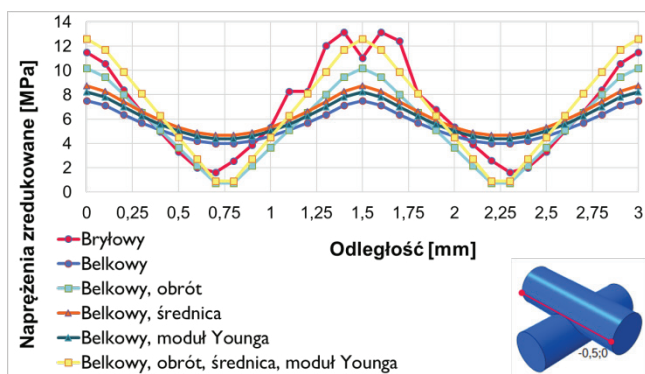 Naprężenia zredukowane [MPa]
14
12
10
8
6
4
2
0
0 0,25 0,5 0,75 1 1,25 1,5 1,75 2 2,25 2,5 2,75 3
Odległość [mm]
Bryłowy
Belkowy
Belkowy, obrót
Belkowy, średnica
Belkowy, moduł Younga
Belkowy, obrót, średnica, moduł Younga
-0,5;0